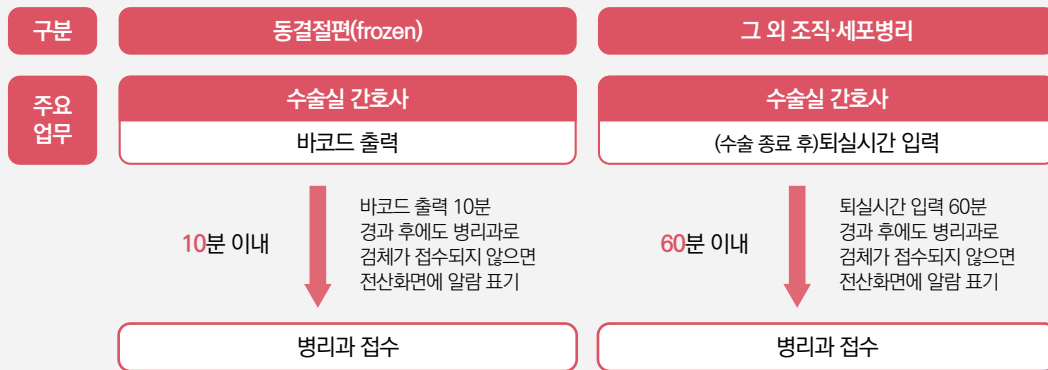 구분
동결절편(frozen)
그 외 조직·세포병리
주요
업무
수술실 간호사
바코드 출력
수술실 간호사
(수술 종료 후)퇴실시간 입력
10분 이내
바코드 출력 10분
경과 후에도 병리과로
검체가 접수되지 않으면
전산화면에 알람 표기
60분 이내
퇴실시간 입력 60분
경과 후에도 병리과로
검체가 접수되지 않으면
전산화면에 알람 표기
병리과 접수
병리과 접수